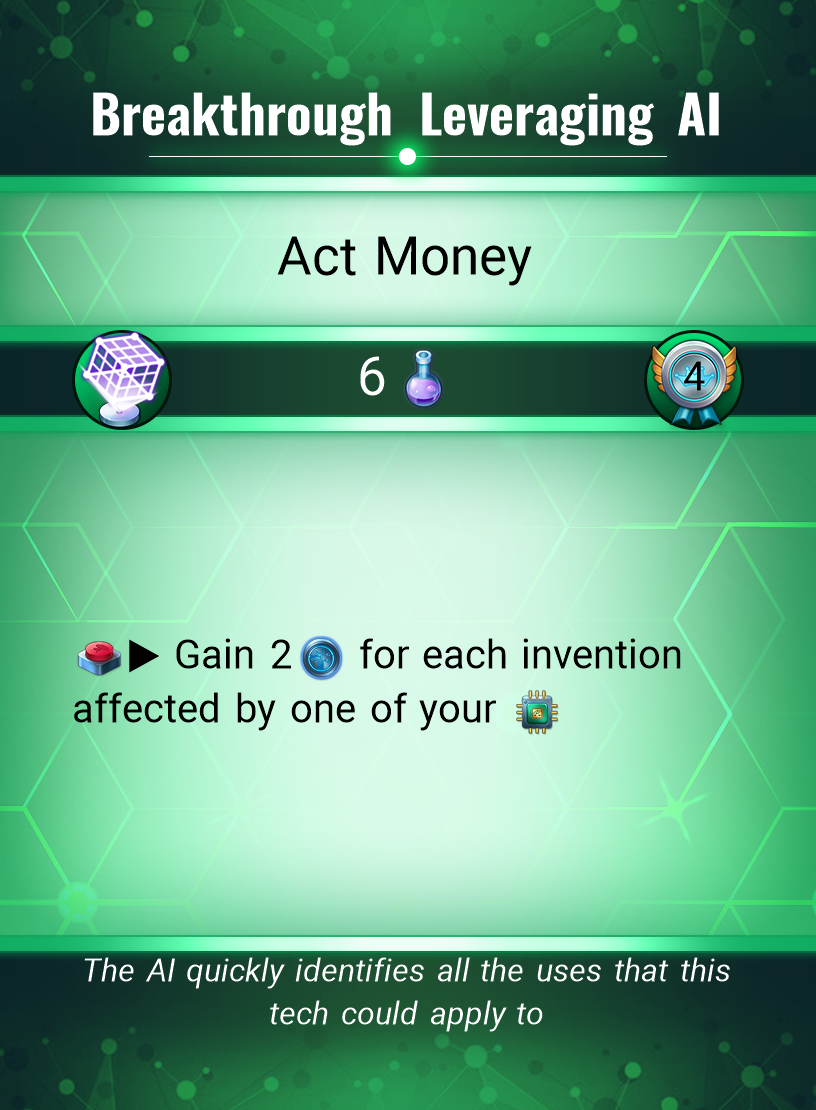 Breakthrough Leveraging AI
Act Money
6
4
▶ Gain 2 for each invention
affected by one of your
The AI quickly identifies all the uses that this
tech could apply to